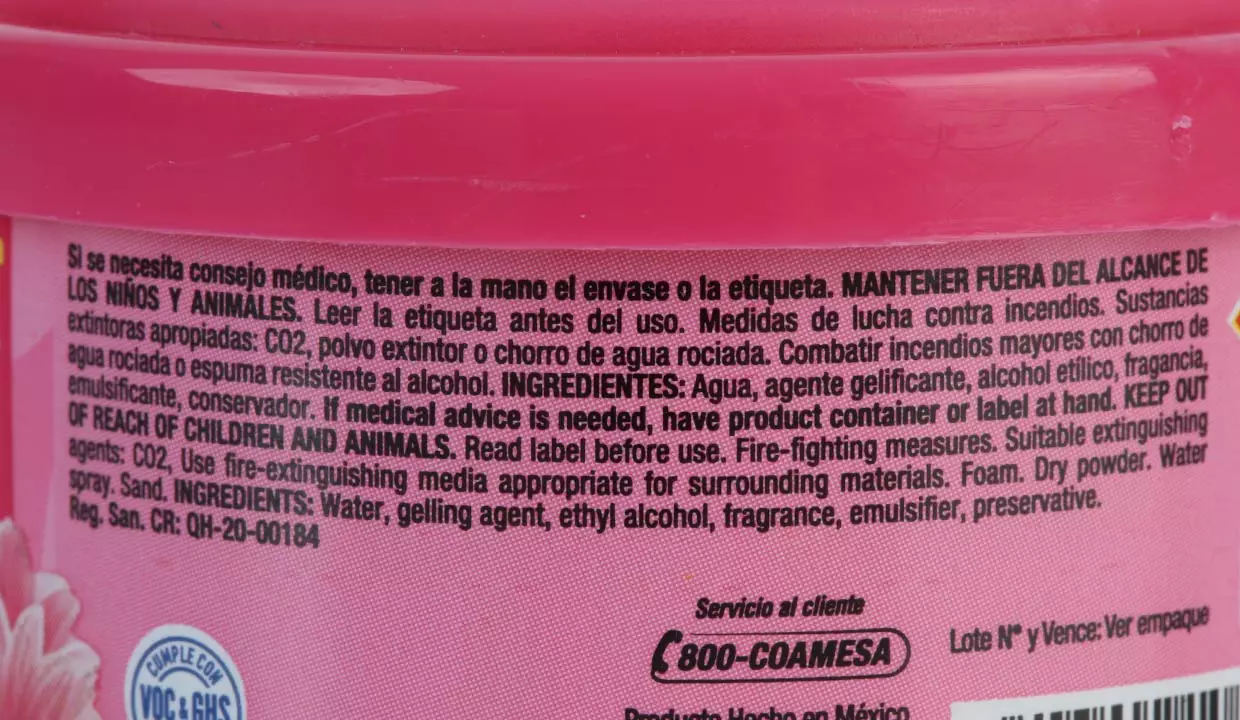 Si se necesita consejo médico, tener a la mano el envase o la etiqueta. MANTENER FUERA DEL ALCANCE DE
LOS NIÑOS Y ANIMALES. Leer la etiqueta antes del uso. Medidas de lucha contra incendios. Sustancias
extintoras apropiadas: CO2, polvo extintor o chorro de agua rociada. Combatir incendios mayores con chorro de
agua rociada o espuma resistente al alcohol. INGREDIENTES: Agua, agente gelificante, alcohol etílico, fragancia,
emulsificante, conservador. If medical advice is needed, have product container or label at hand. KEEP OUT
OF REACH OF CHILDREN AND ANIMALS. Read label before use. Fire-fighting measures. Suitable extinguishing
agents: CO2, Use fire-extinguishing media appropriate for surrounding materials. Foam. Dry powder. Water
spray. Sand. INGREDIENTS: Water, gelling agent, ethyl alcohol, fragrance, emulsifier, preservative.
Reg. San. CR: QH-20-00184
Servicio al cliente
800-COAMESA
Lote N° y Vence: Ver empaque
CUMPLE CON
VOC & GHS
Producto Hecho en México